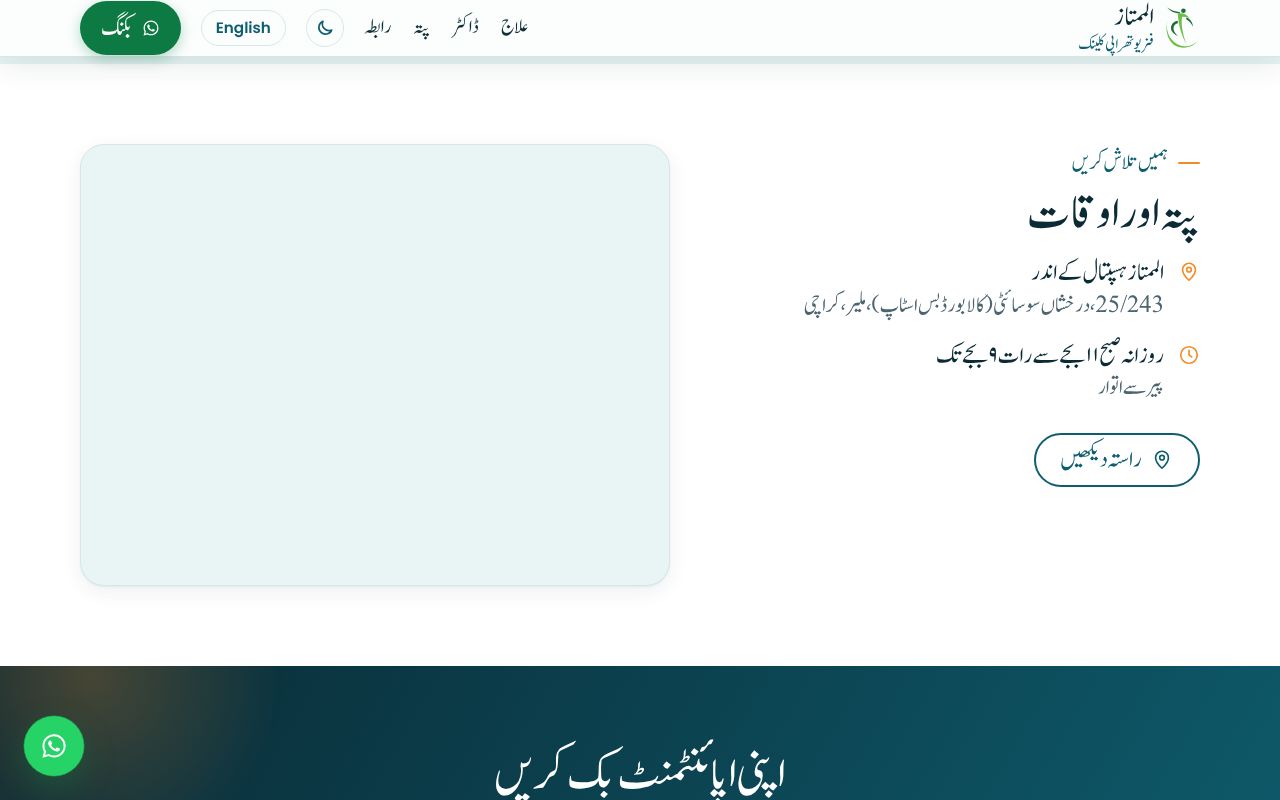 الممتاز
فزیوتھراپی کلینک
علاج
ڈاکٹر
پتہ
رابطہ
English
بکنگ
ہمیں تلاش کریں
پتہ اور اوقات
الممتاز ہسپتال کے اندر
25/243، درخشاں سوسائٹی (کالا بورڈ بس اسٹاپ)، ملیر، کراچی
روزانہ صبح ۱۱ بجے سے رات ۹ بجے تک
پیر سے اتوار
راستہ دیکھیں
اپنی اپائنٹمنٹ بک کریں